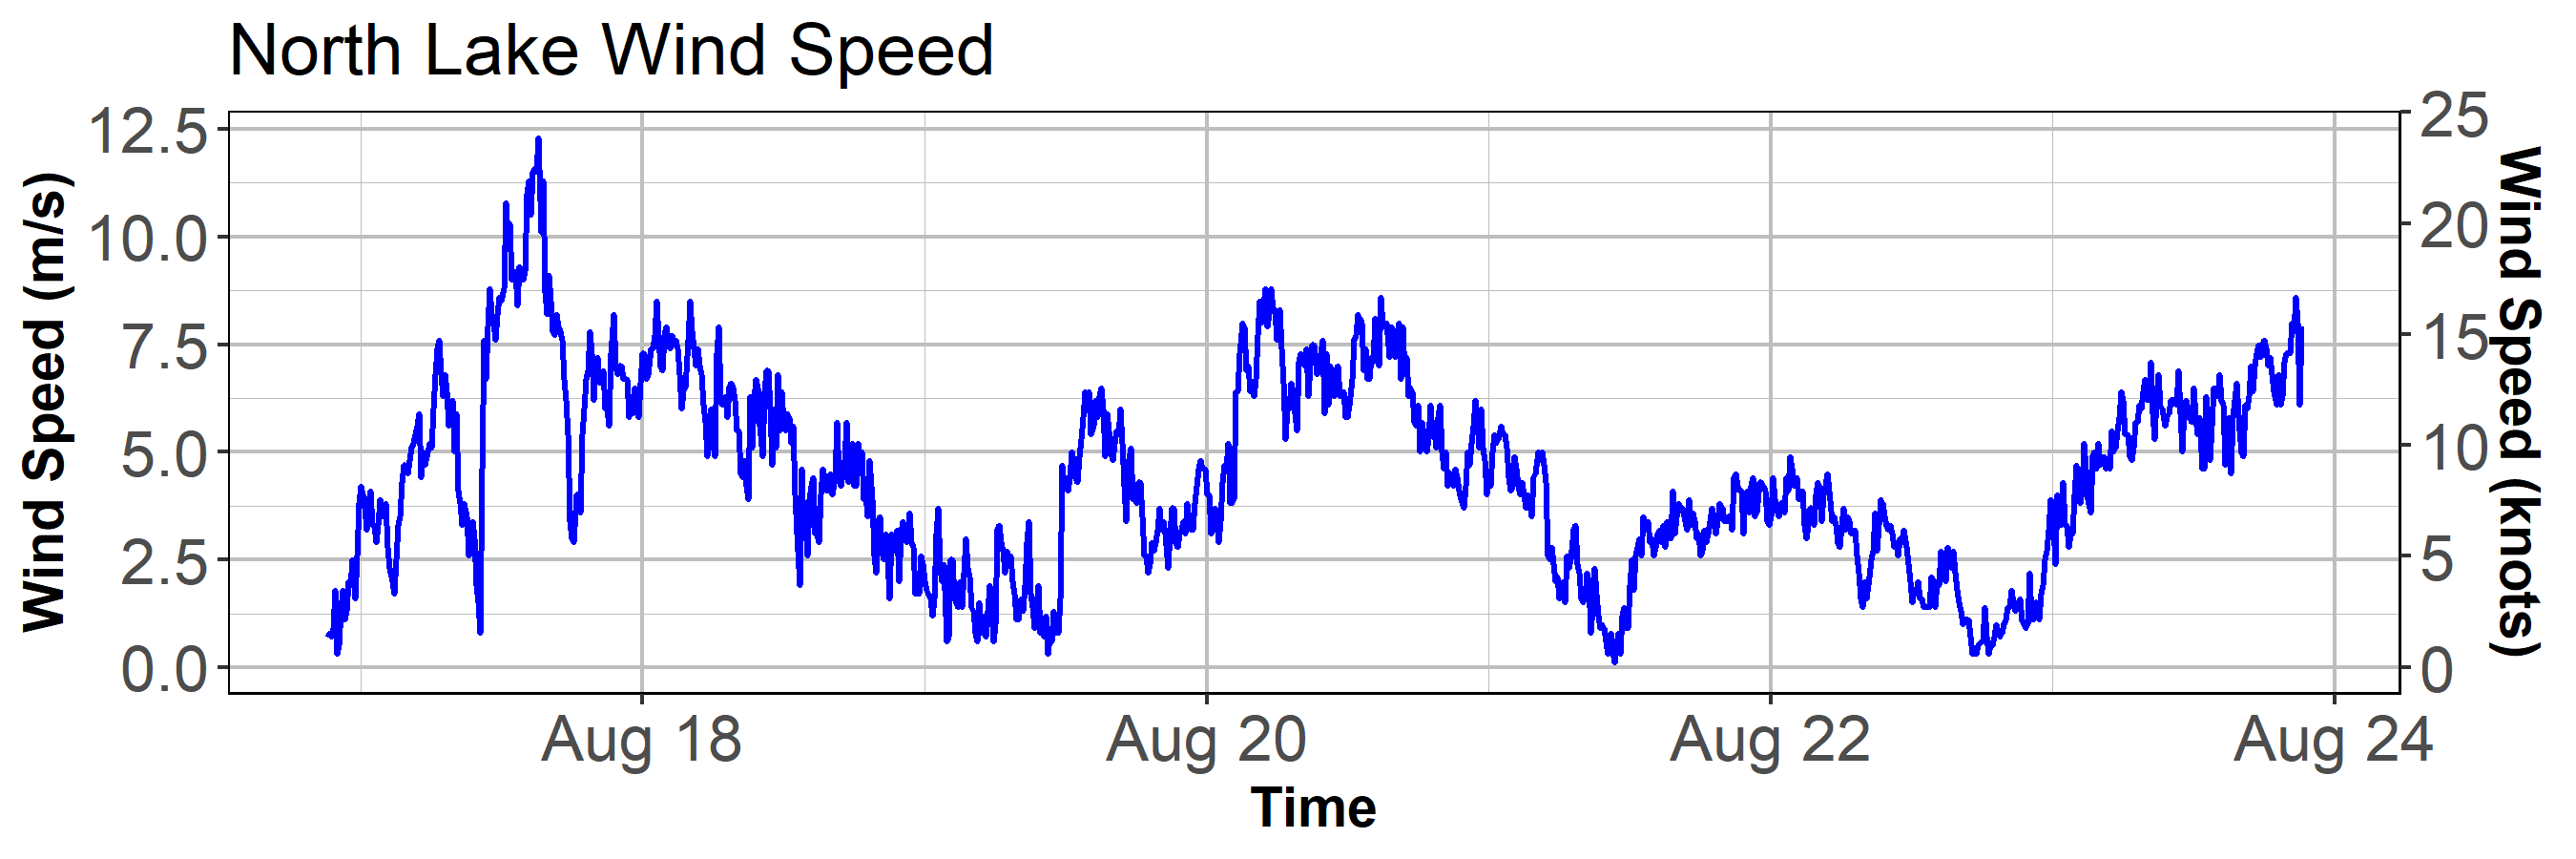 North Lake Wind Speed
12.5
10.0
7.5
5.0
2.5
0.0
Wind Speed (m/s)
25
20
15
10
5
0
Wind Speed (knots)
Aug 18
Aug 20
Aug 22
Aug 24
Time